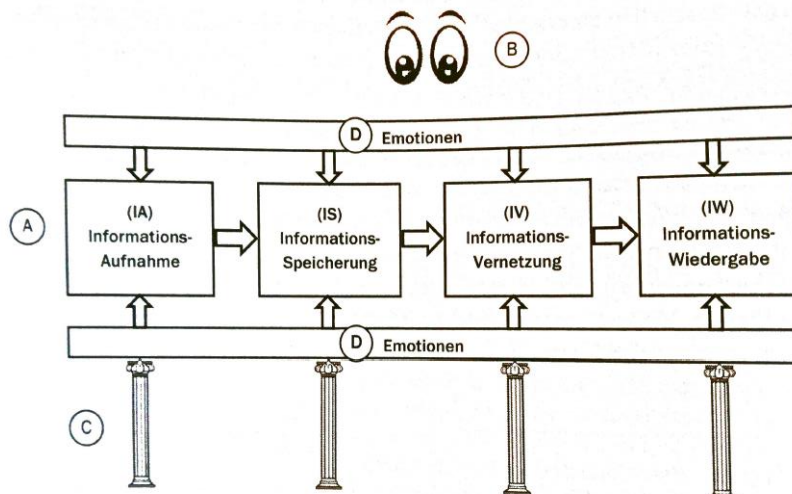 B
D Emotionen
A
(IA)
Informations-
Aufnahme
(IS)
Informations-
Speicherung
(IV)
Informations-
Vernetzung
(IW)
Informations-
Wiedergabe
D Emotionen
C